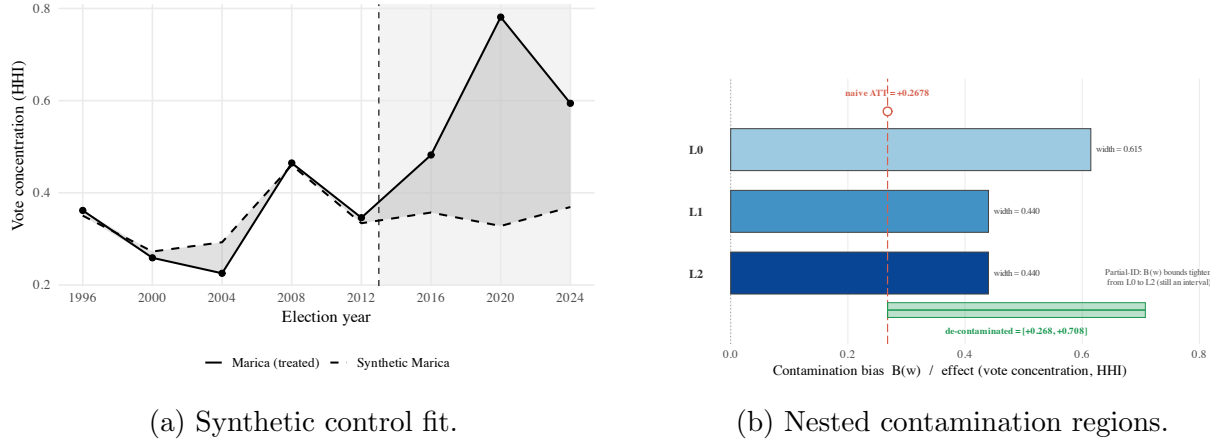 0.8
0.6
0.4
0.2
Vote concentration (HHI)
1996 2000 2004 2008 2012 2016 2020 2024
Election year
Marica (treated) Synthetic Marica
(a) Synthetic control fit.
naive ATT = +0.2678
L0
width = 0.615
L1
width = 0.440
L2
width = 0.440
Partial-ID: B(w) bounds tighten
from L0 to L2 (still an interval)
de-contaminated = [+0.268, +0.708]
0.0 0.2 0.4 0.6 0.8
Contamination bias B(w) / effect (vote concentration, HHI)
(b) Nested contamination regions.